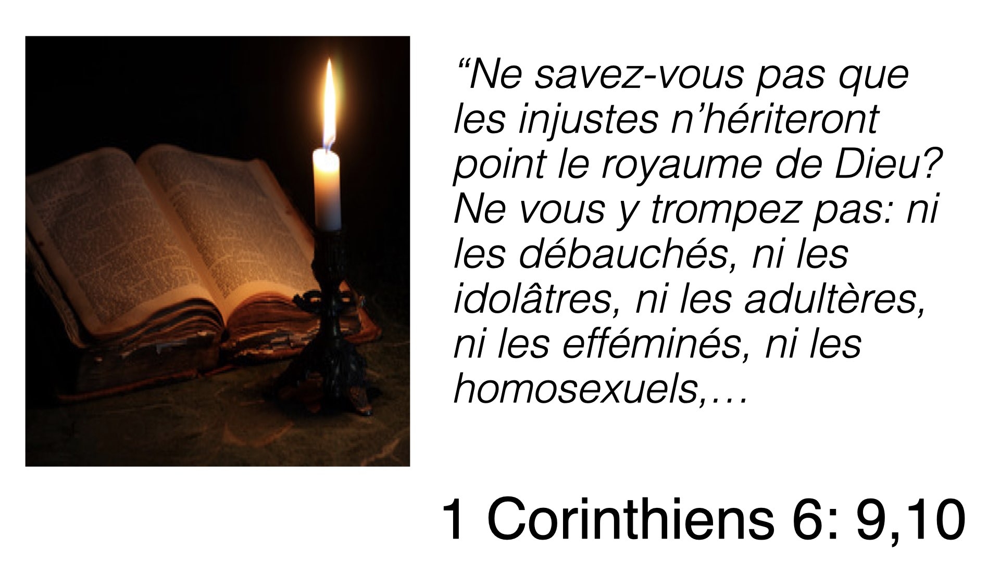 “Ne savez-vous pas que
les injustes n’hériteront
point le royaume de Dieu?
Ne vous y trompez pas: ni
les débauchés, ni les
idolâtres, ni les adultères,
ni les efféminés, ni les
homosexuels,…
1 Corinthiens 6: 9,10